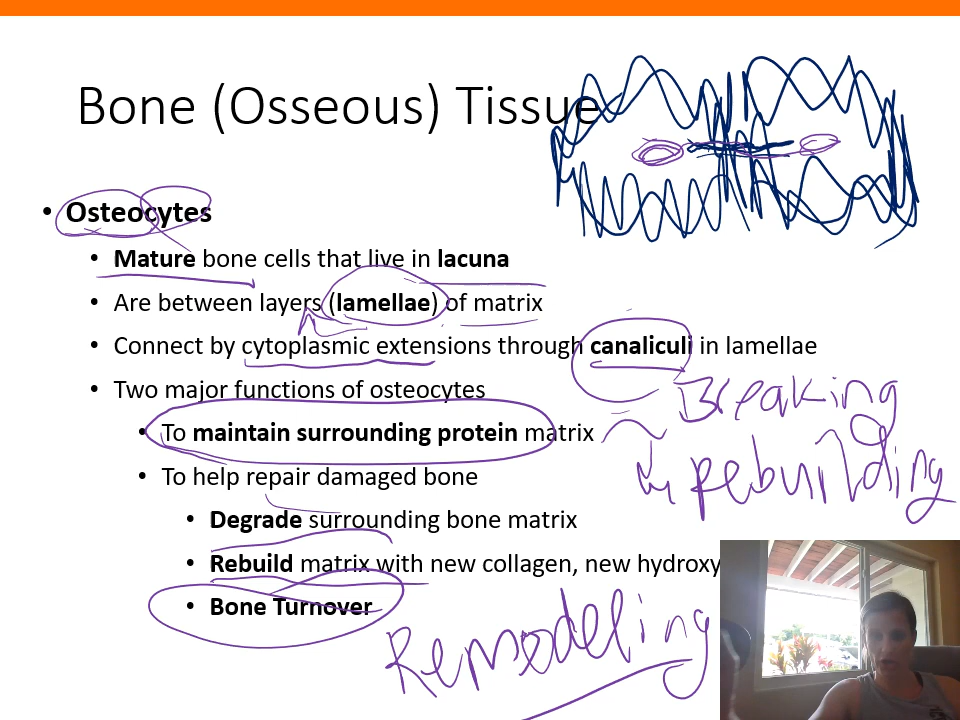 Bone (Osseous) Tissue
• Osteocytes
• Mature bone cells that live in lacuna
• Are between layers (lamellae) of matrix
• Connect by cytoplasmic extensions through canaliculi in lamellae
• Two major functions of osteocytes
• To maintain surrounding protein matrix
• To help repair damaged bone
• Degrade surrounding bone matrix
• Rebuild matrix with new collagen, new hydroxy
• Bone Turnover
Breaking
rebuilding
Remodeling